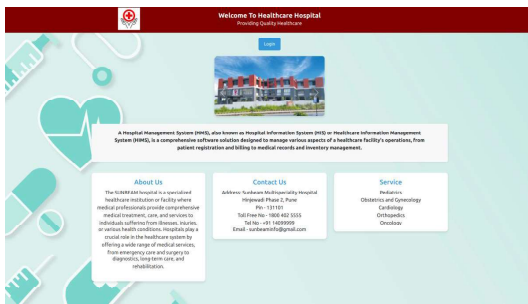 Welcome To Healthcare Hospital
Providing Quality Healthcare
Login
A Hospital Management System (HMS), also known as Hospital Information System (HIS) or Healthcare Information Management
System (HIMS), is a comprehensive software solution designed to manage various aspects of a healthcare facility's operations, from
patient registration and billing to medical records and inventory management.
About Us
The SUNBEAM hospital is a specialized
healthcare institution or facility where
medical professionals provide comprehensive
medical treatment, care, and services to
individuals suffering from illnesses, injuries,
or various health conditions. Hospitals play a
crucial role in the healthcare system by
offering a wide range of medical services,
from emergency care and surgery to
diagnostics, long-term care, and
rehabilitation.
Contact Us
Address: Sunbeam Multispeciality Hospital
Hinjewadi Phase 2, Pune
Pin - 131101
Toll Free No - 1800 402 5555
Tel No - +91 14099999
Email - sunbeaminfo@gmail.com
Service
Pediatrics
Obstetrics and Gynecology
Cardiology
Orthopedics
Oncology